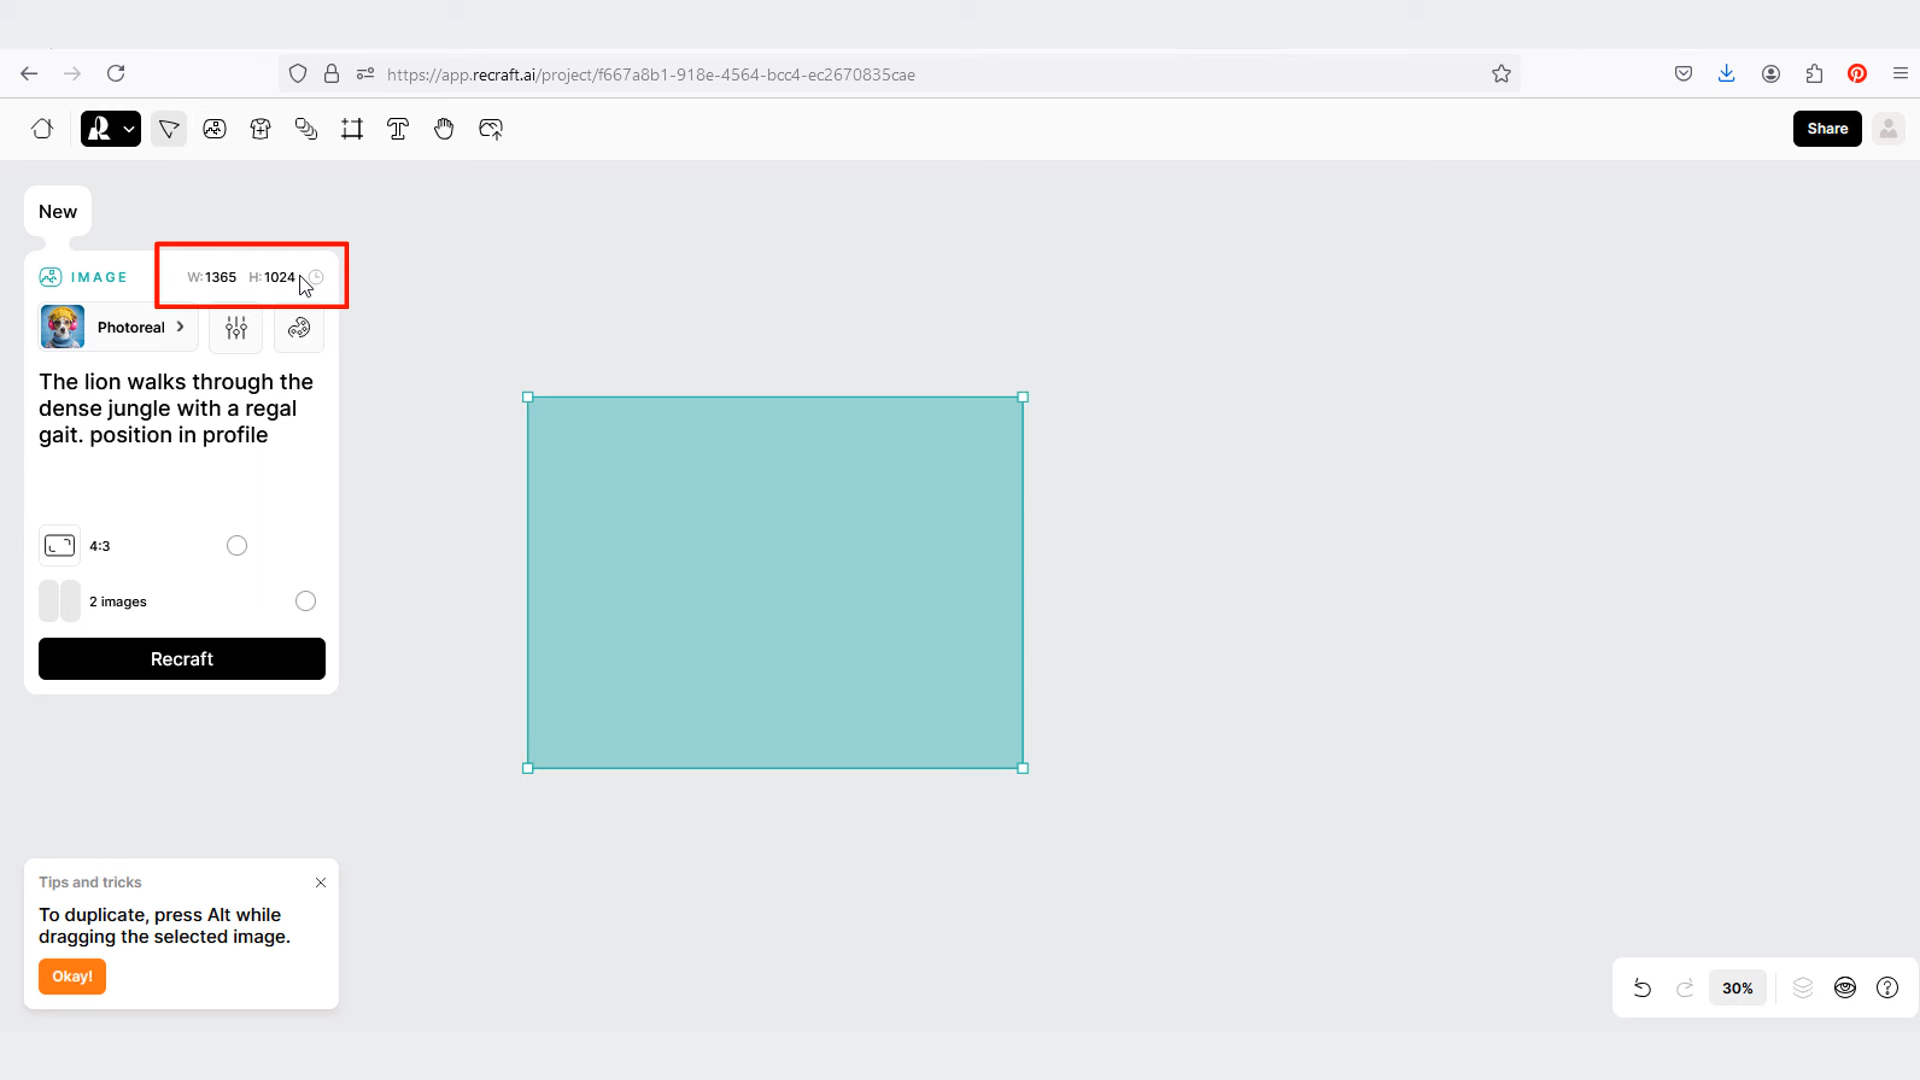 https://app.recraft.ai/project/f667a8b1-918e-4564-bcc4-ec2670835cae
Share
New
IMAGE W:1365 H:1024
Photoreal
The lion walks through the
dense jungle with a regal
gait. position in profile
4:3
2 images
Recraft
Tips and tricks
To duplicate, press Alt while
dragging the selected image.
Okay!
30%